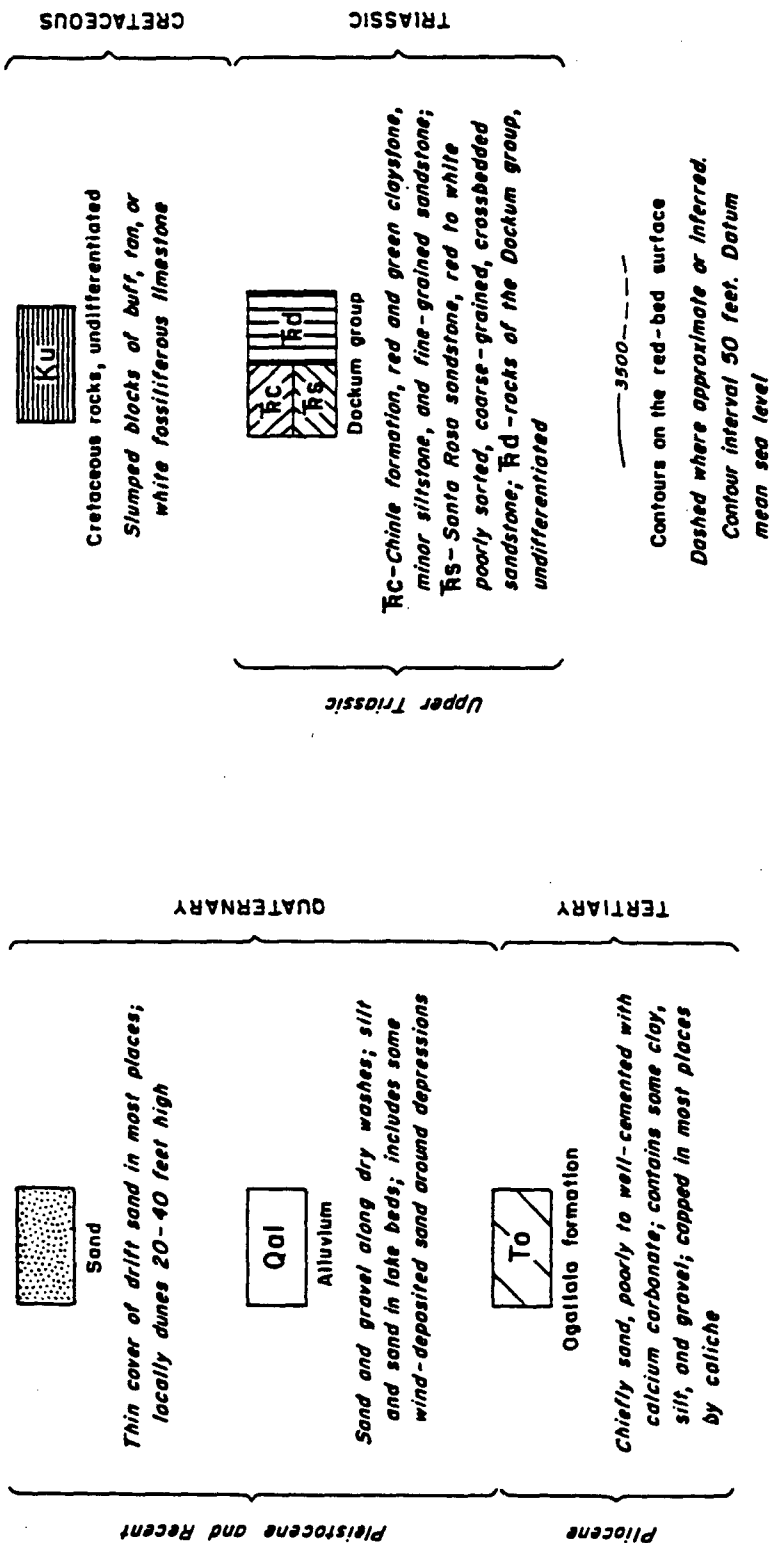 Sand
Thin cover of drift sand in most places;
locally dunes 20-40 feet high
Qal
Alluvium
Sand and gravel along dry washes; silt
and sand in lake beds; includes some
wind-deposited sand around depressions
Pleistocene and Recent
QUATERNARY
To
Ogallala formation
Chiefly sand, poorly to well-cemented with
calcium carbonate; contains some clay,
silt, and gravel; capped in most places
by caliche
Pliocene
TERTIARY
Ku
Cretaceous rocks, undifferentiated
Slumped blocks of buff, tan, or
white fossiliferous limestone
CRETACEOUS
Ꞧc
Ꞧs
Ꞧd
Dockum group
Ꞧc-Chinle formation, red and green claystone,
minor siltstone, and fine-grained sandstone;
Ꞧs-Santa Rosa sandstone, red to white
poorly sorted, coarse-grained, crossbedded
sandstone; Ꞧd-rocks of the Dockum group,
undifferentiated
Upper Triassic
TRIASSIC
3500
Contours on the red-bed surface
Dashed where approximate or inferred.
Contour interval 50 feet. Datum
mean sea level